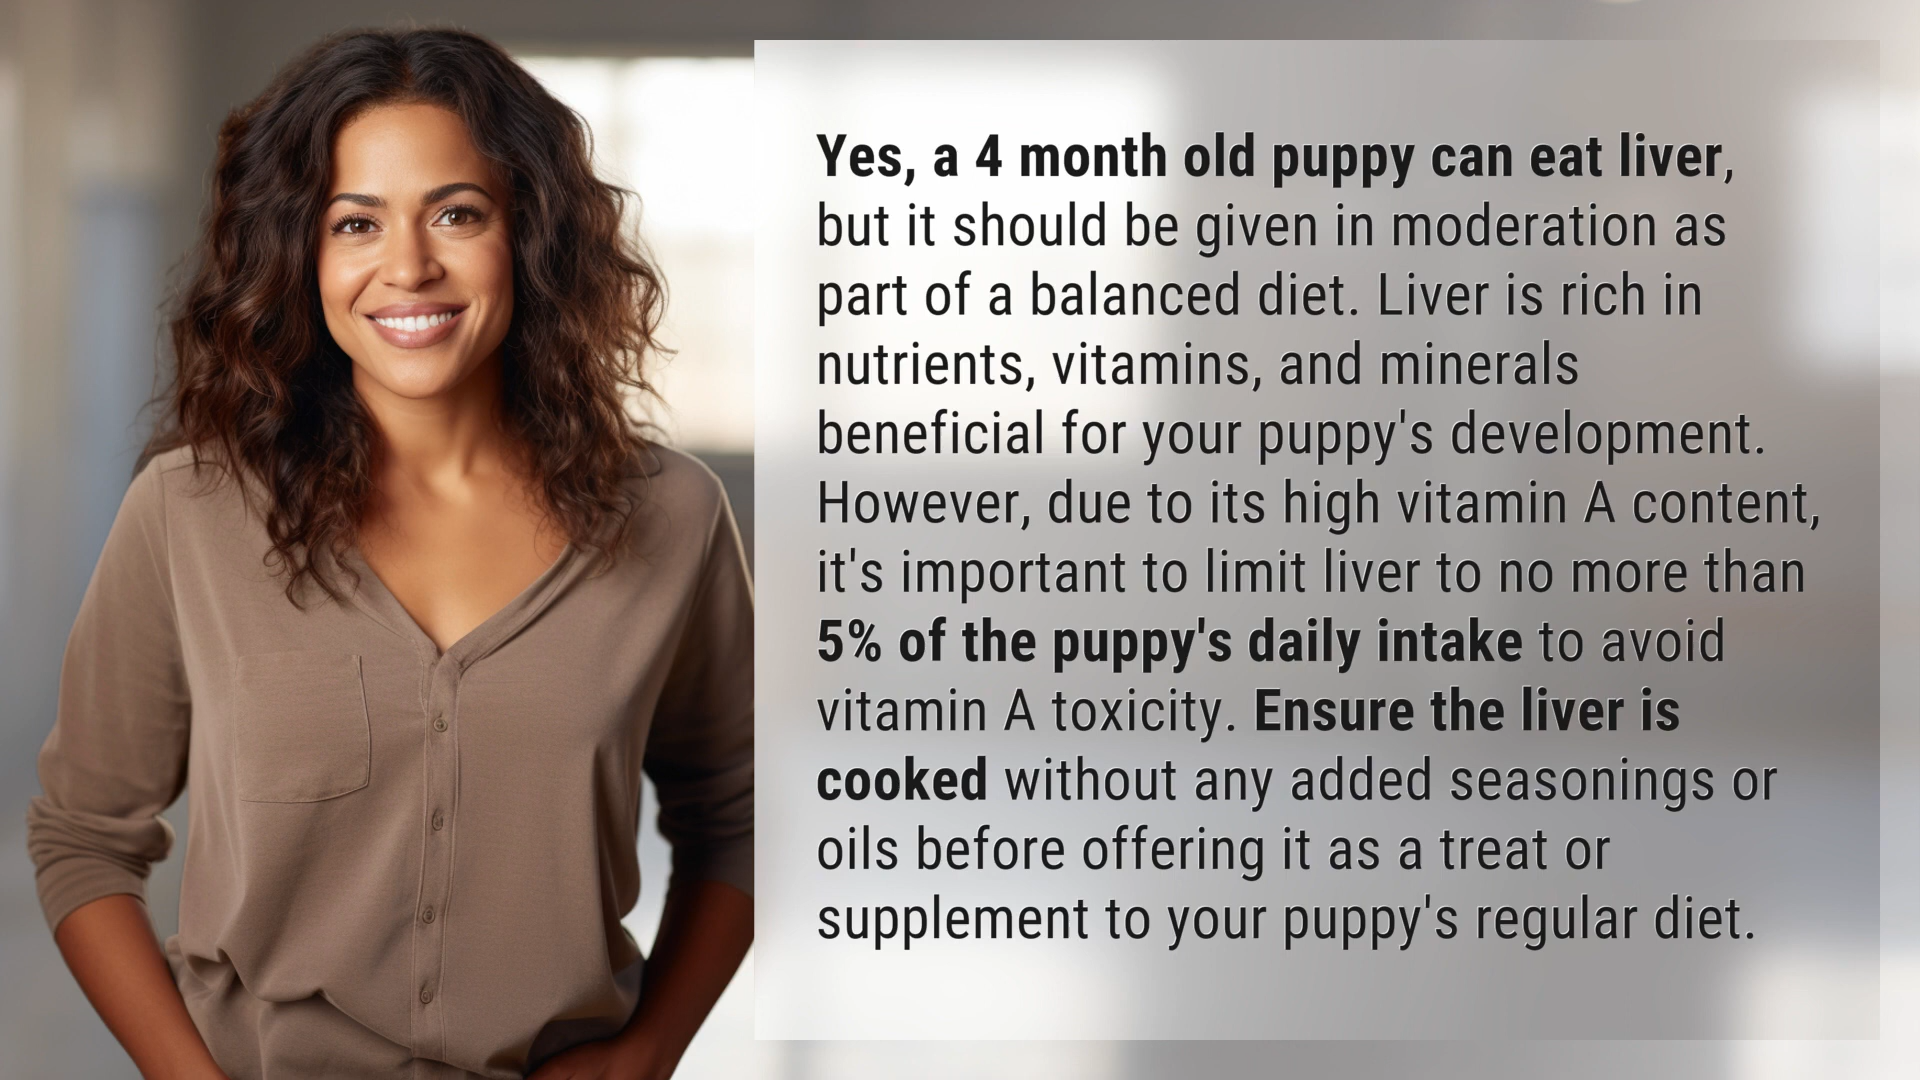 Yes, a 4 month old puppy can eat liver,
but it should be given in moderation as
part of a balanced diet. Liver is rich in
nutrients, vitamins, and minerals
beneficial for your puppy's development.
However, due to its high vitamin A content,
it's important to limit liver to no more than
5% of the puppy's daily intake to avoid
vitamin A toxicity. Ensure the liver is
cooked without any added seasonings or
oils before offering it as a treat or
supplement to your puppy's regular diet.